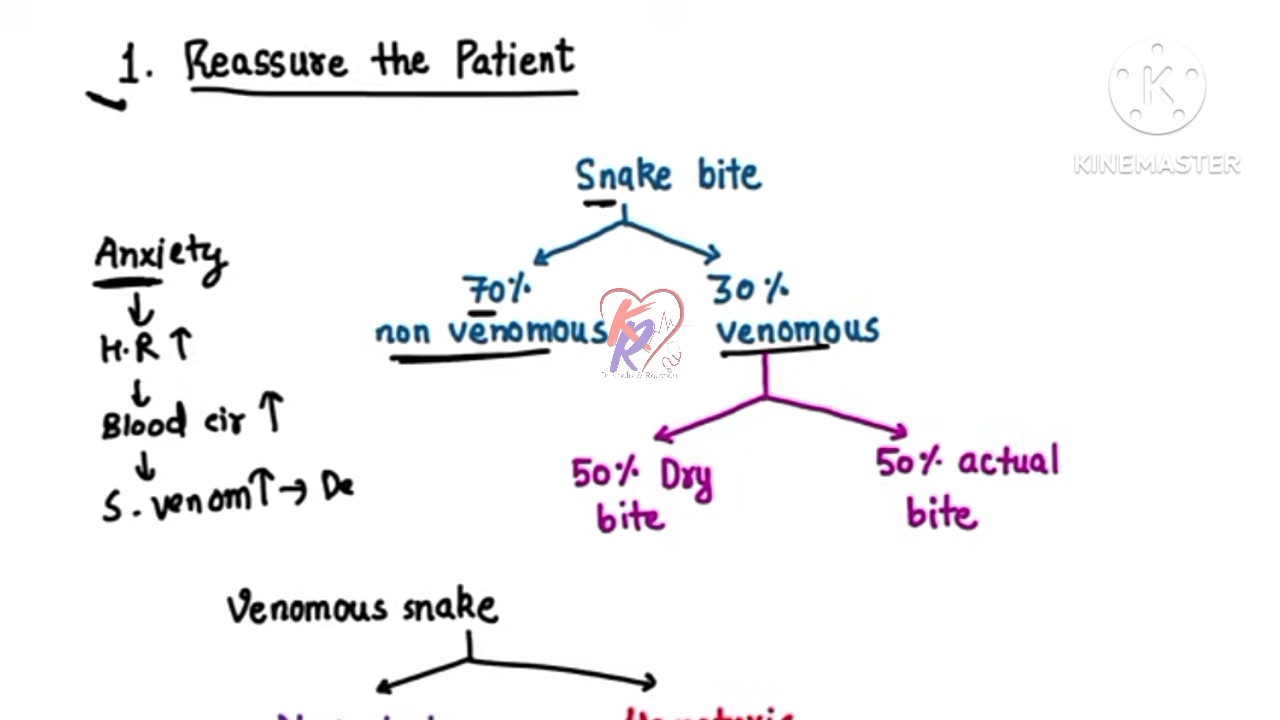 1. Reassure the Patient
KINEMASTER
Snake bite
Anxiety
H.R ↑
Blood cir ↑
S. venom ↑ → De
70%
non venomous
30%
venomous
50% Dry
bite
50% actual
bite
Venomous snake